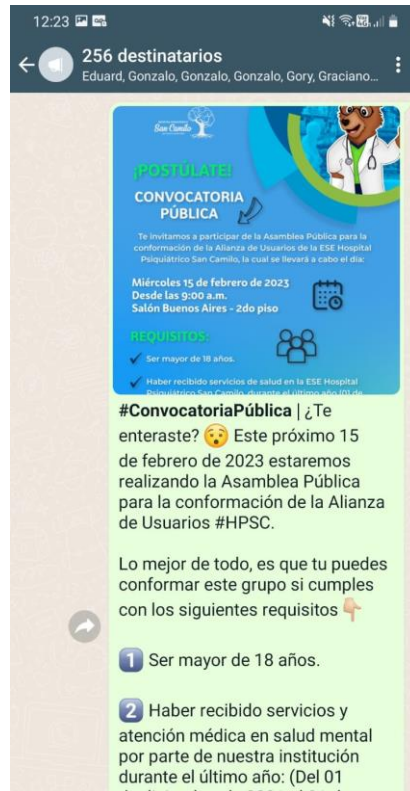 12:23
256 destinatarios
Eduard, Gonzalo, Gonzalo, Gonzalo, Gory, Graciano...
San Camilo
¡POSTÚLATE!
CONVOCATORIA
PÚBLICA
Te invitamos a participar de la Asamblea Pública para la
conformación de la Alianza de Usuarios de la ESE Hospital
Psiquiátrico San Camilo, la cual se llevará a cabo el día:
Miércoles 15 de febrero de 2023
Desde las 9:00 a.m.
Salón Buenos Aires - 2do piso
REQUISITOS:
Ser mayor de 18 años.
Haber recibido servicios de salud en la ESE Hospital
Psiquiátrico San Camilo, durante el último año (01 de
#ConvocatoriaPública | ¿Te
enteraste? 😯 Este próximo 15
de febrero de 2023 estaremos
realizando la Asamblea Pública
para la conformación de la Alianza
de Usuarios #HPSC.
Lo mejor de todo, es que tu puedes
conformar este grupo si cumples
con los siguientes requisitos 👇🏻
1️⃣ Ser mayor de 18 años.
2️⃣ Haber recibido servicios y
atención médica en salud mental
por parte de nuestra institución
durante el último año: (Del 01